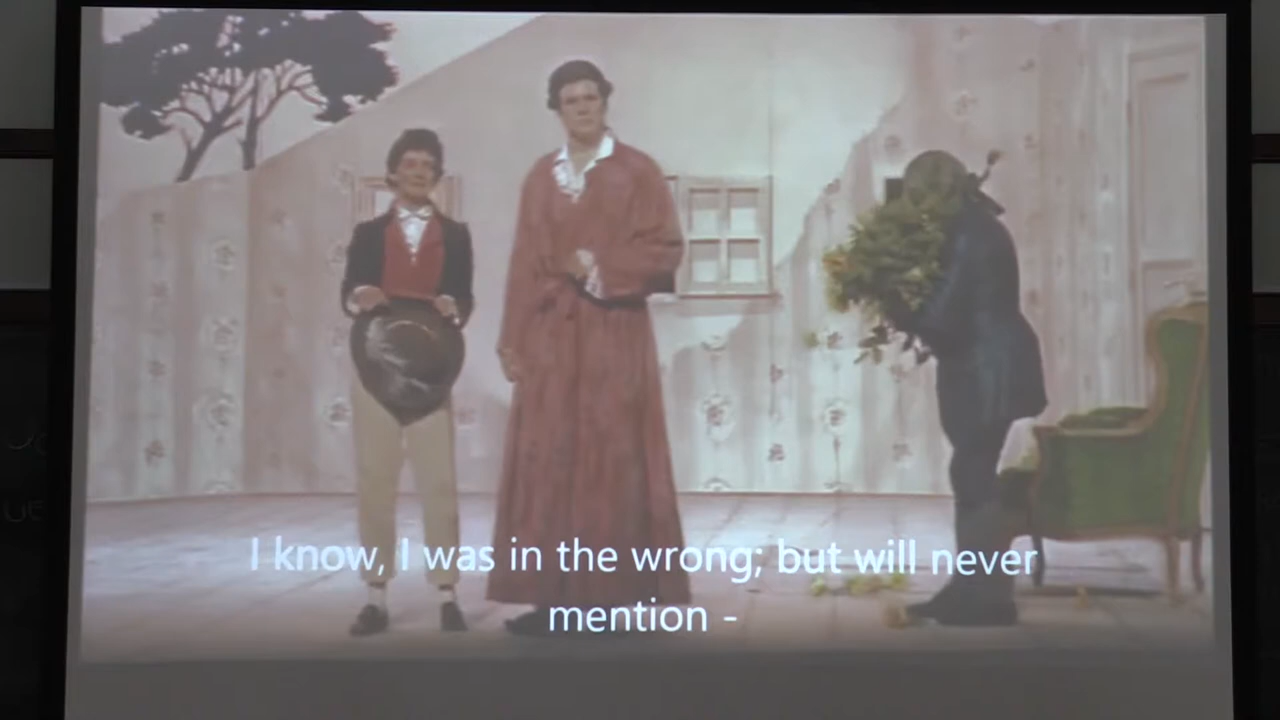 I know, I was in the wrong; but will never
mention -